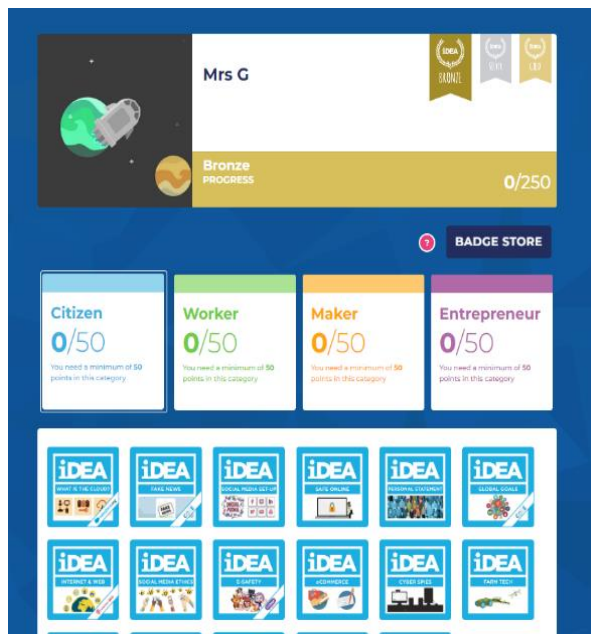 Mrs G
iDEA
BRONZE
Bronze
PROGRESS
0/250
?
BADGE STORE
Citizen
0/50
You need a minimum of 50
points in this category
Worker
0/50
You need a minimum of 50
points in this category
Maker
0/50
You need a minimum of 50
points in this category
Entrepreneur
0/50
You need a minimum of 50
points in this category
iDEA
WHAT IS THE CLOUD?
iDEA
FAKE NEWS
iDEA
SOCIAL MEDIA SET-UP
iDEA
SAFE ONLINE
iDEA
PERSONAL STATEMENT
iDEA
GLOBAL GOALS
iDEA
INTERNET & WEB
iDEA
SOCIAL MEDIA ETHICS
iDEA
E-SAFETY
iDEA
eCOMMERCE
iDEA
CYBER SPIES
iDEA
FARM TECH